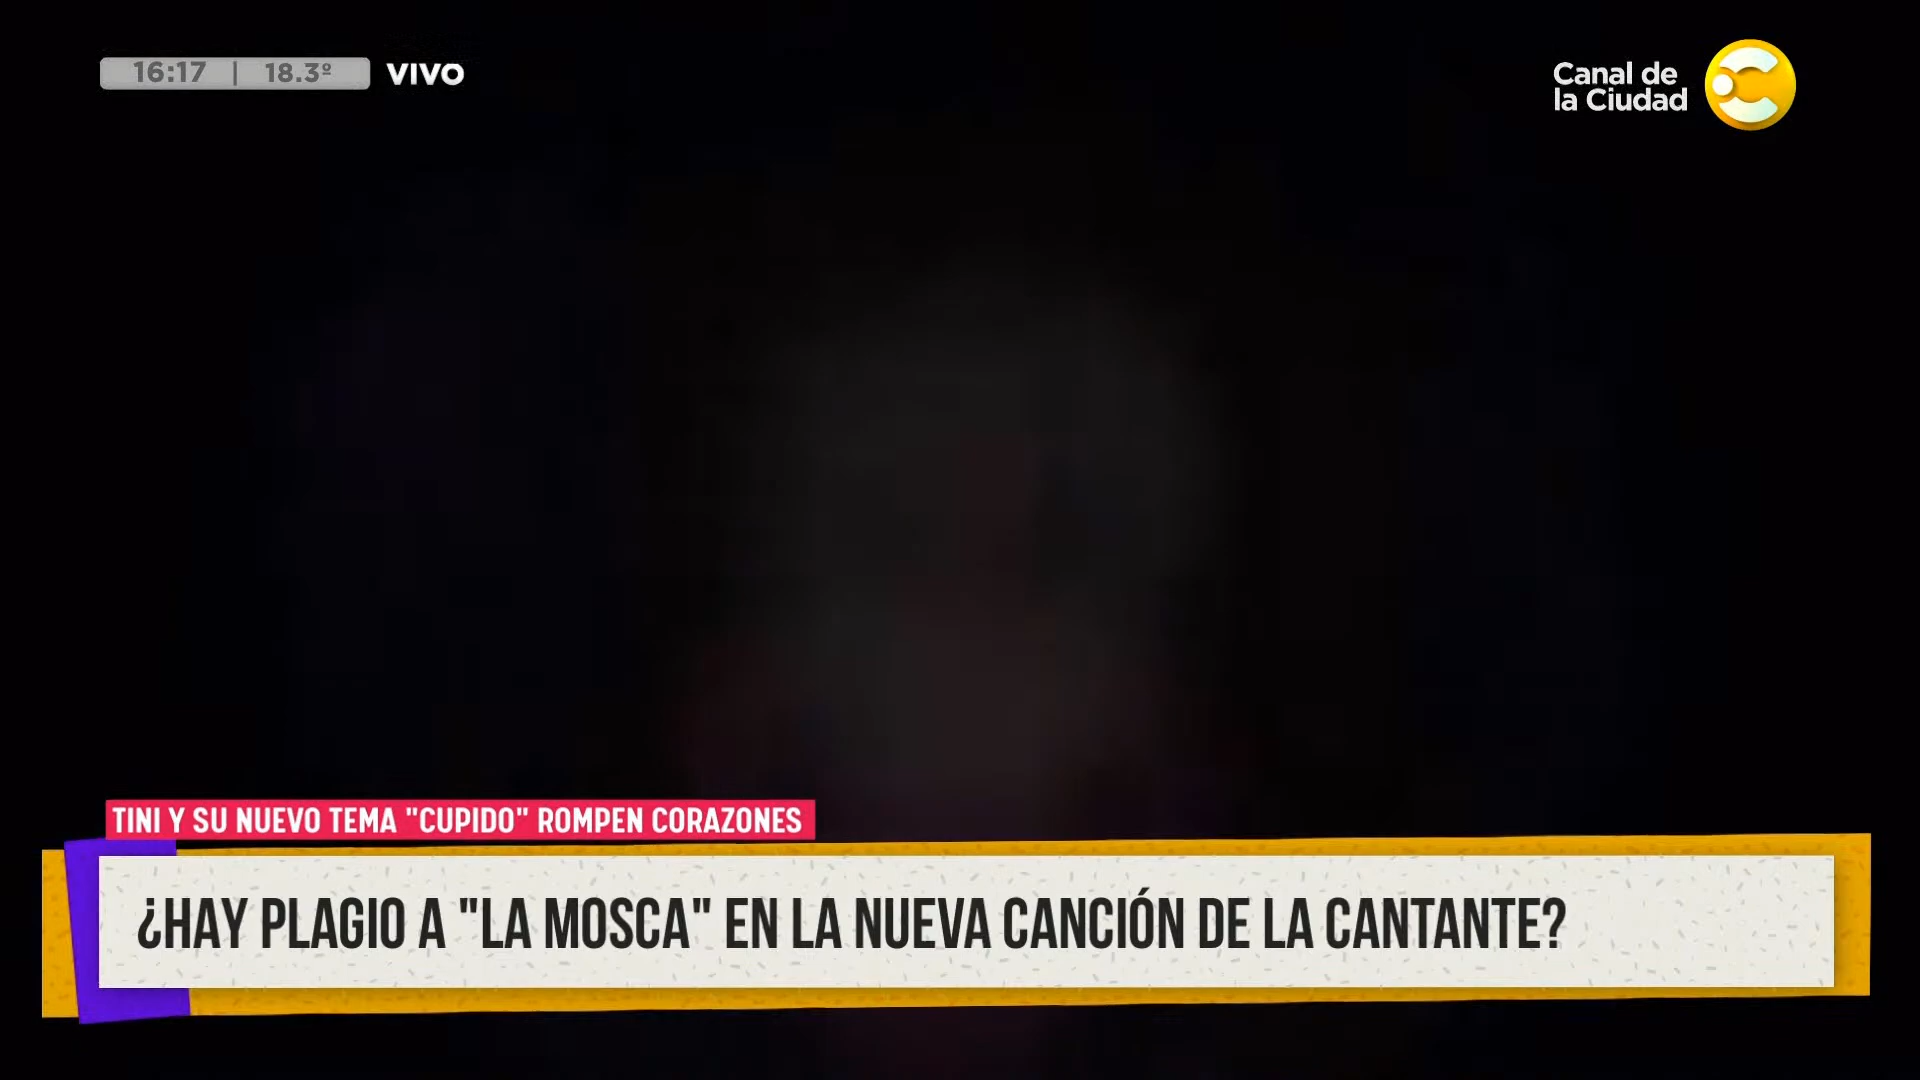 16:17 | 18.3º VIVO
Canal de
la Ciudad
TINI Y SU NUEVO TEMA "CUPIDO" ROMPEN CORAZONES
¿HAY PLAGIO A "LA MOSCA" EN LA NUEVA CANCIÓN DE LA CANTANTE?